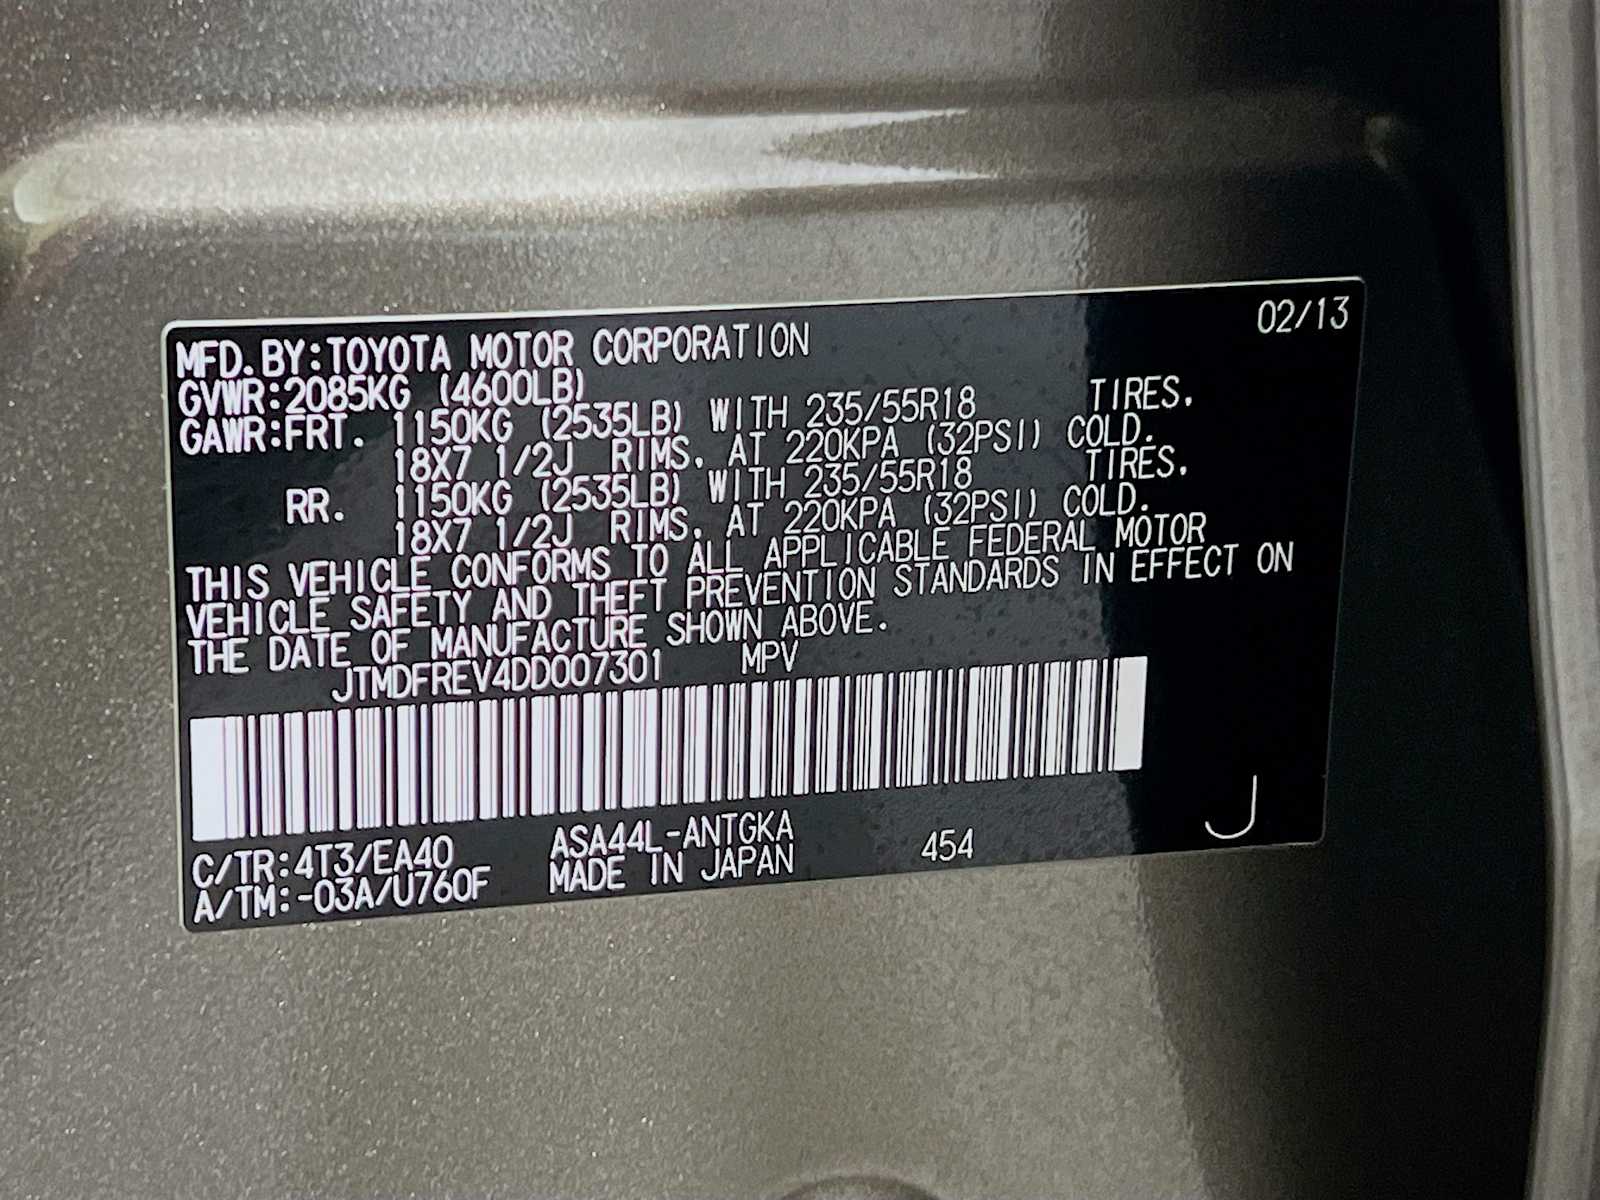 02/13
MFD.BY:TOYOTA MOTOR CORPORATION
GVWR:2085KG (4600LB)
GAWR:FRT. 1150KG (2535LB) WITH 235/55R18 TIRES.
18X7 1/2J RIMS, AT 220KPA (32PSI) COLD.
RR. 1150KG (2535LB) WITH 235/55R18 TIRES.
18X7 1/2J RIMS, AT 220KPA (32PSI) COLD.
THIS VEHICLE CONFORMS TO ALL APPLICABLE FEDERAL MOTOR
VEHICLE SAFETY AND THEFT PREVENTION STANDARDS IN EFFECT ON
THE DATE OF MANUFACTURE SHOWN ABOVE.
JTMDFREV4DD007301 MPV
C/TR:4T3/EA40 ASA44L-ANTGKA 454 J
A/TM:-03A/U760F MADE IN JAPAN